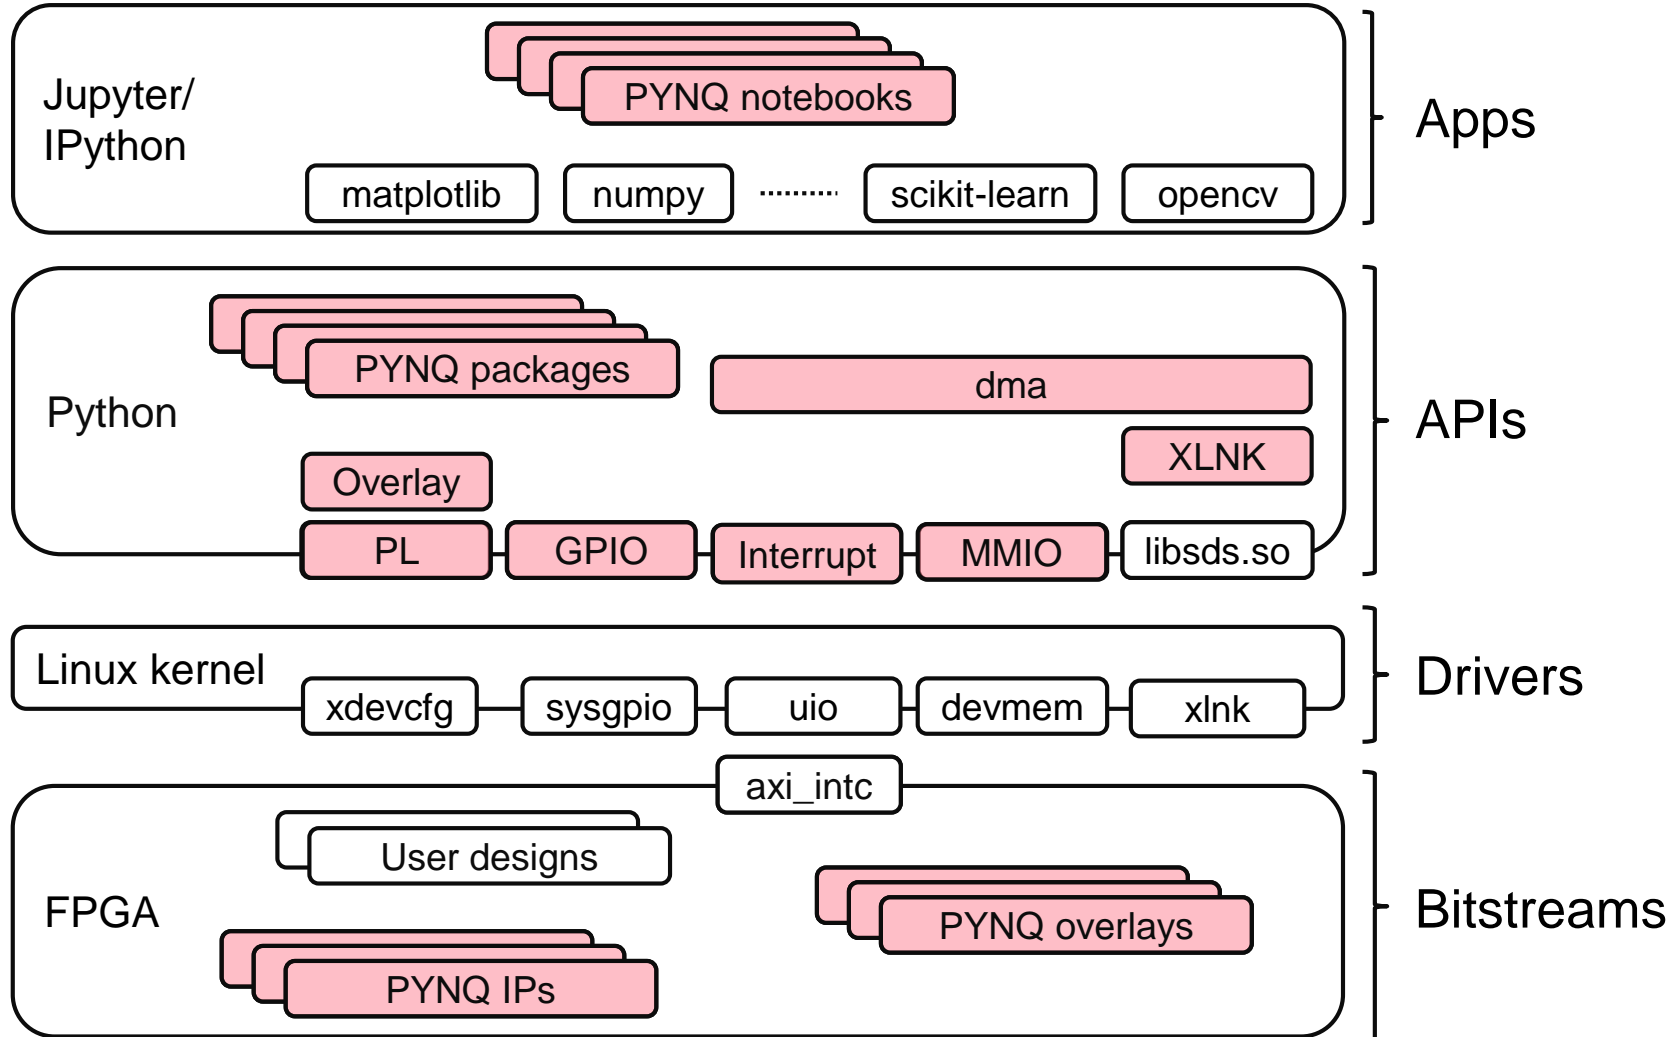 PYNQ notebooks
Jupyter/
IPython
Apps
matplotlib
numpy
scikit-learn
opencv
PYNQ packages
dma
Python
APIs
XLNK
Overlay
PL
GPIO
Interrupt
MMIO
libsds.so
Linux kernel
Drivers
xdevcfg
sysgpio
uio
devmem
xlnk
axi_intc
User designs
FPGA
PYNQ overlays
Bitstreams
PYNQ IPs